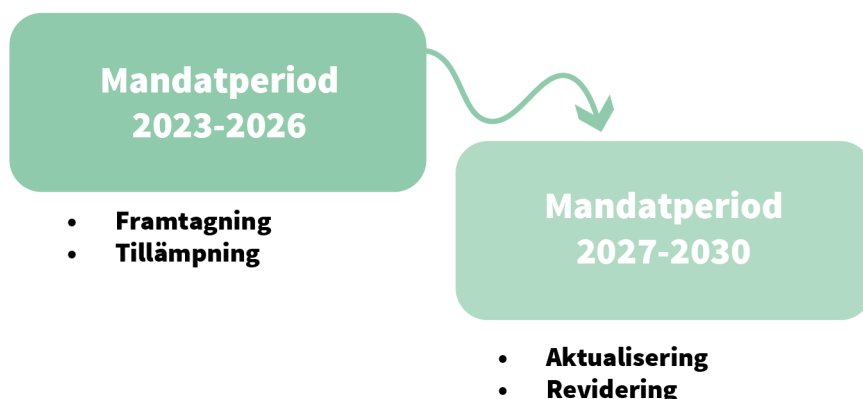 Mandatperiod
2023-2026
• Framtagning
• Tillämpning
Mandatperiod
2027-2030
• Aktualisering
• Revidering